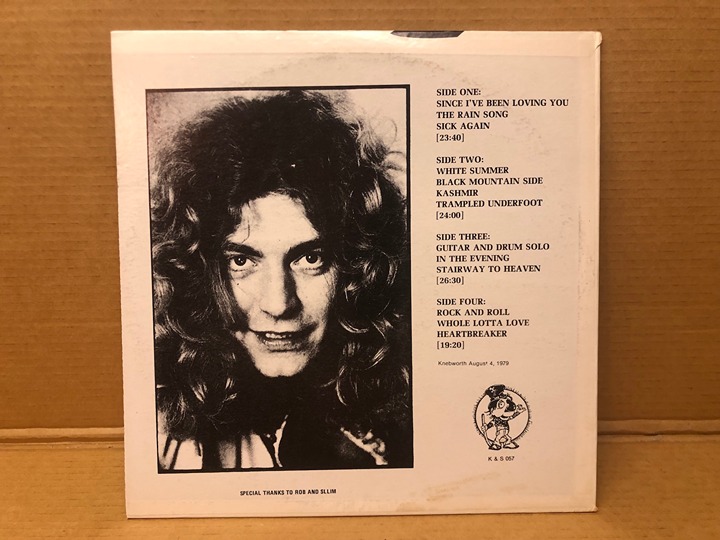 SIDE ONE:
SINCE I'VE BEEN LOVING YOU
THE RAIN SONG
SICK AGAIN
[23:40]
SIDE TWO:
WHITE SUMMER
BLACK MOUNTAIN SIDE
KASHMIR
TRAMPLED UNDERFOOT
[24:00]
SIDE THREE:
GUITAR AND DRUM SOLO
IN THE EVENING
STAIRWAY TO HEAVEN
[26:30]
SIDE FOUR:
ROCK AND ROLL
WHOLE LOTTA LOVE
HEARTBREAKER
[19:20]
Knebworth August 4, 1979
K & S 057
SPECIAL THANKS TO ROB AND SLLIM